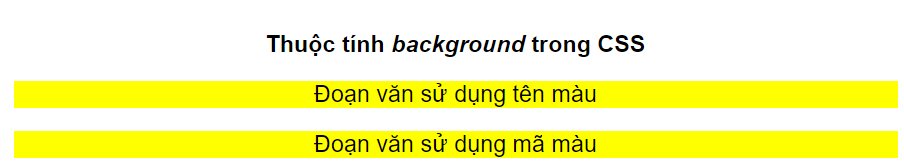 Thuộc tính background trong CSS
Đoạn văn sử dụng tên màu
Đoạn văn sử dụng mã màu